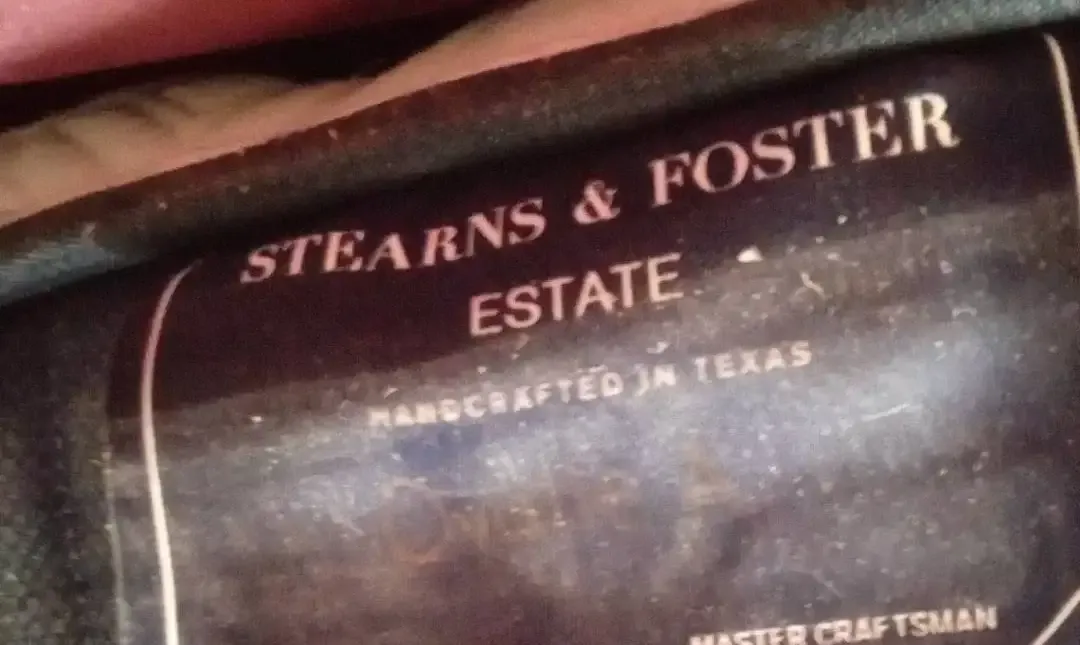 STEARNS & FOSTER
ESTATE
HANDCRAFTED IN TEXAS
MASTER CRAFTSMAN